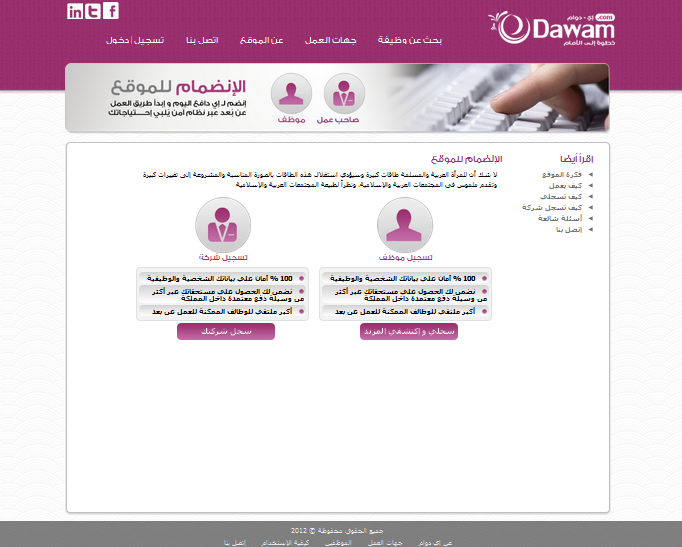 in t f
إي - دوام .com
Dawam
خطوة إلى الأمام
بحث عن وظيفة
جهات العمل
عن الموقع
اتصل بنا
تسجيل | دخول
الإنضمام للموقع
إنضم لـ إي دافع اليوم و إبدأ طريق العمل
عن بُعد عبر نظام آمن يُلبي إحتياجاتك
صاحب عمل
موظف
إقرأ أيضا
فكرة الموقع
كيف يعمل
كيف تسجلي
كيف تسجل شركة
أسئلة شائعة
إتصل بنا
الإنضمام للموقع
لا شك أن للمرأة العربية والمسلمة طاقات كبيرة وسيؤدي استغلال هذه الطاقات بالصورة المناسبة والمشروعة إلى تغييرات كبيرة
وتقدم ملموس في المجتمعات العربية والإسلامية. ونظراً لطبيعة المجتمعات العربية والإسلامية
تسجيل موظف
100 % أمان على بياناتك الشخصية والوظيفية
نضمن لك الحصول على مستحقاتك عبر أكثر
من وسيلة دفع معتمدة داخل المملكة
أكبر ملتقى للوظائف الممكنة للعمل عن بعد
سجلي و إكتشفي المزيد
تسجيل شركة
100 % أمان على بياناتك الشخصية والوظيفية
نضمن لك الحصول على مستحقاتك عبر أكثر
من وسيلة دفع معتمدة داخل المملكة
أكبر ملتقى للوظائف الممكنة للعمل عن بعد
سجل شركتك
جميع الحقوق محفوظة © 2012
عن إي دوام
جهات العمل
الموظفين
كيفية الإستخدام
إتصل بنا